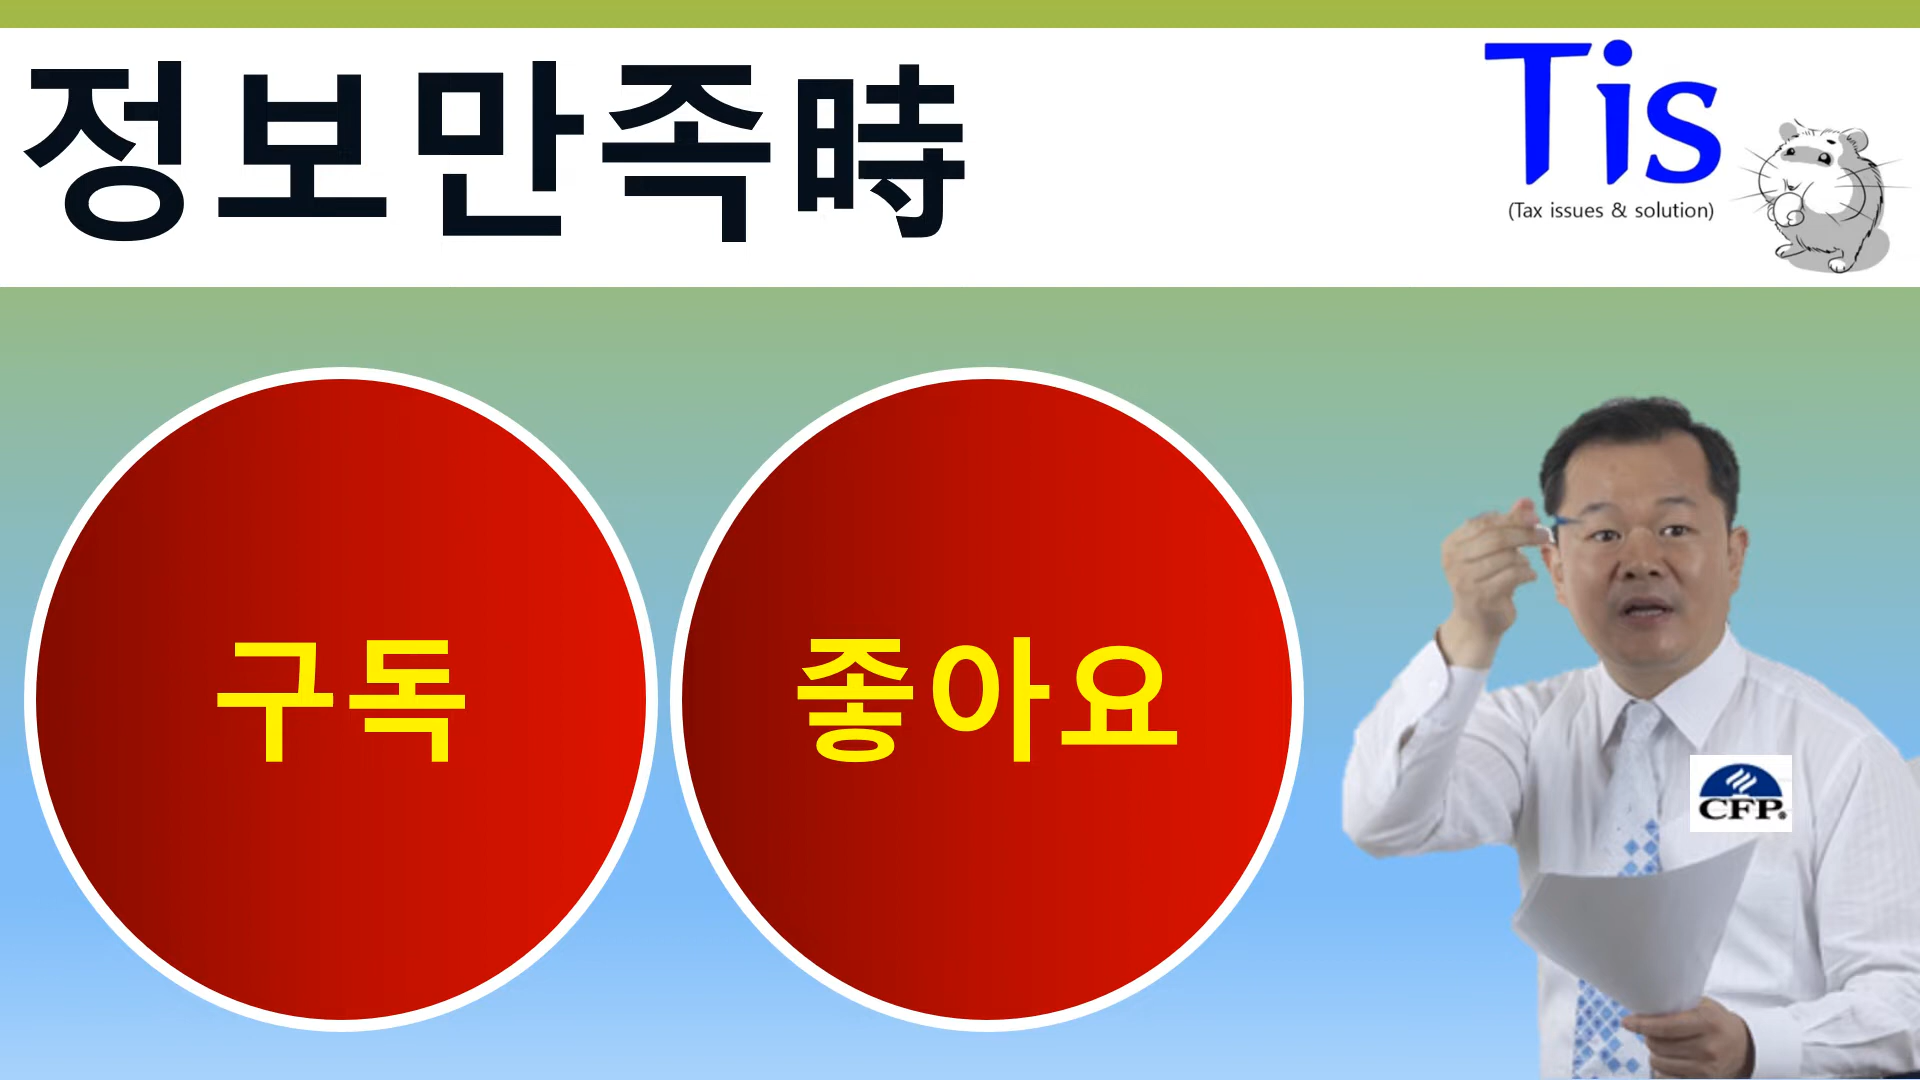 정보만족時
Tis
(Tax issues & solution)
구독
좋아요
CFP®